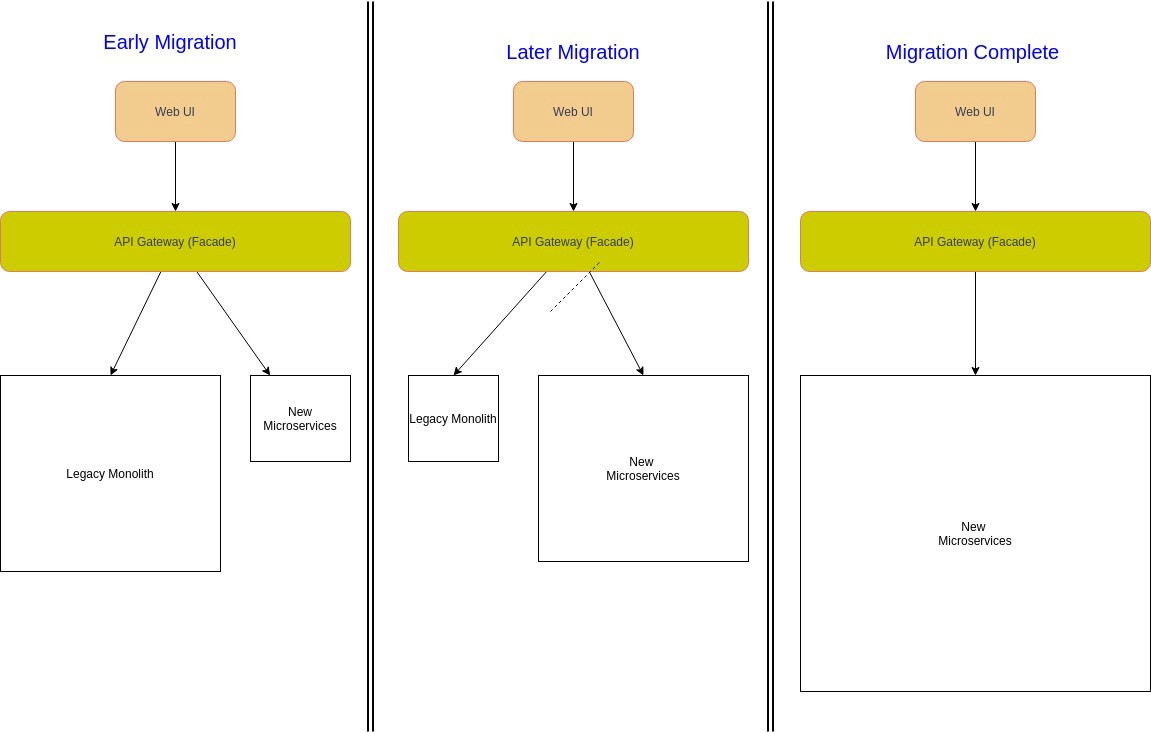 Early Migration
Web UI
API Gateway (Facade)
Legacy Monolith
New
Microservices
Later Migration
Web UI
API Gateway (Facade)
Legacy Monolith
New
Microservices
Migration Complete
Web UI
API Gateway (Facade)
New
Microservices